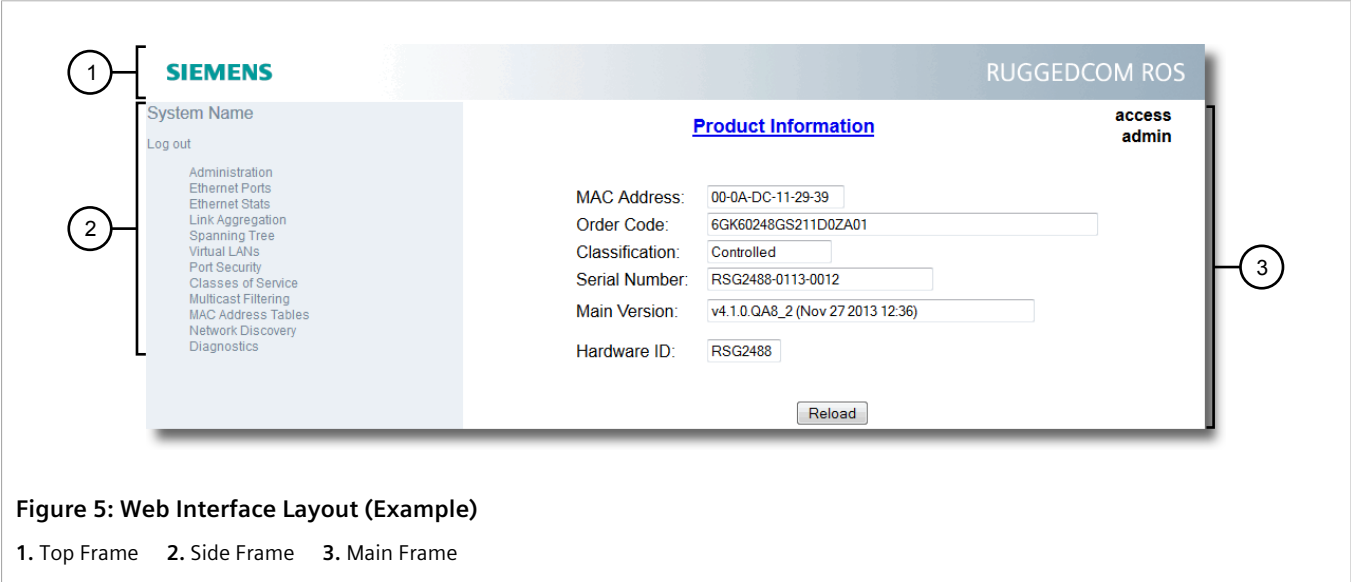 1
SIEMENS
RUGGEDCOM ROS
2
System Name
Log out
Administration
Ethernet Ports
Ethernet Stats
Link Aggregation
Spanning Tree
Virtual LANs
Port Security
Classes of Service
Multicast Filtering
MAC Address Tables
Network Discovery
Diagnostics
Product Information
access
admin
MAC Address: 00-0A-DC-11-29-39
Order Code: 6GK60248GS211D0ZA01
Classification: Controlled
Serial Number: RSG2488-0113-0012
Main Version: v4.1.0.QA8_2 (Nov 27 2013 12:36)
Hardware ID: RSG2488
Reload
3
Figure 5: Web Interface Layout (Example)
1. Top Frame 2. Side Frame 3. Main Frame